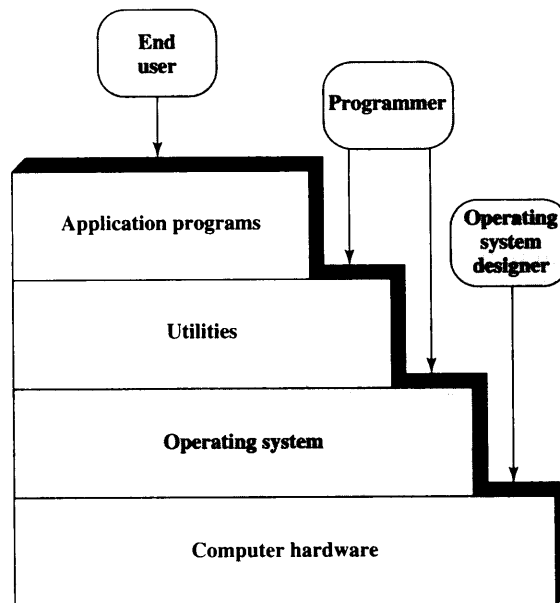 End
user
Programmer
Operating
system
designer
Application programs
Utilities
Operating system
Computer hardware